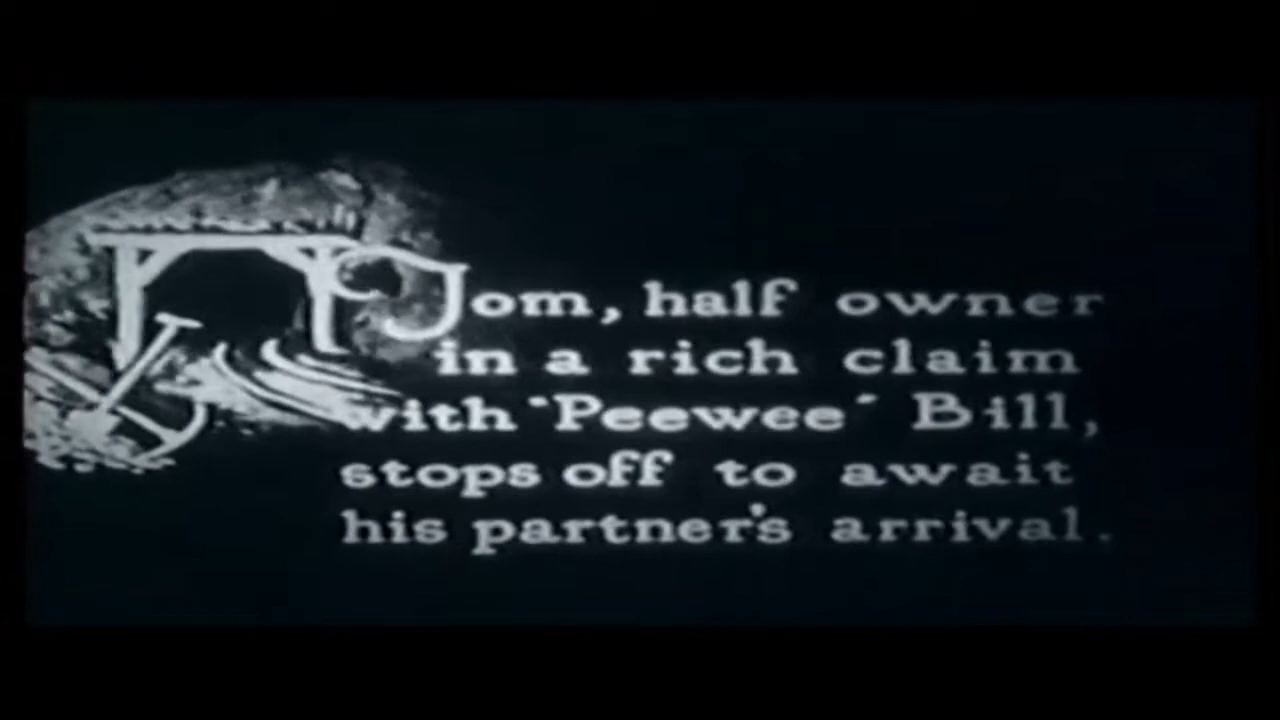 Tom, half owner
in a rich claim
with "Peewee" Bill,
stops off to await
his partner's arrival.